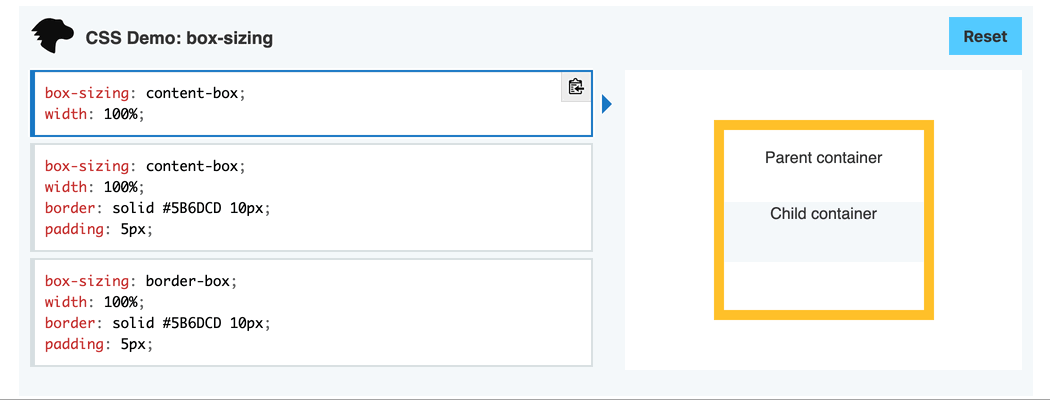 CSS Demo: box-sizing
Reset
box-sizing: content-box;
width: 100%;
box-sizing: content-box;
width: 100%;
border: solid #5B6DCD 10px;
padding: 5px;
box-sizing: border-box;
width: 100%;
border: solid #5B6DCD 10px;
padding: 5px;
Parent container
Child container